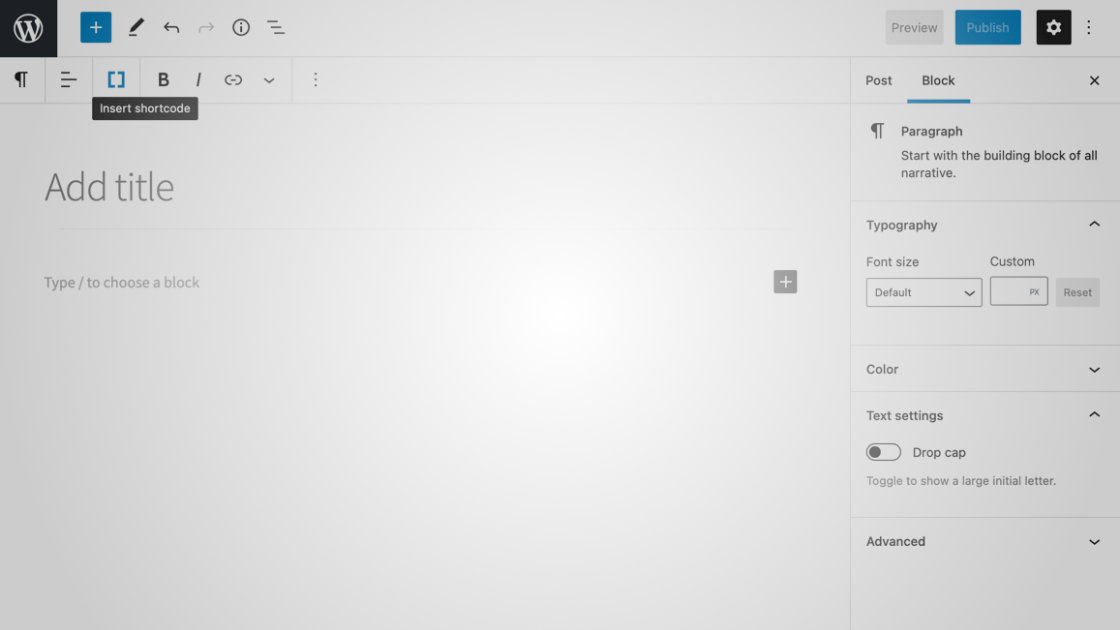 Preview
Publish
B
I
Insert shortcode
Post
Block
Add title
Type / to choose a block
Paragraph
Start with the building block of all
narrative.
Typography
Font size
Custom
Default
PX
Reset
Color
Text settings
Drop cap
Toggle to show a large initial letter.
Advanced